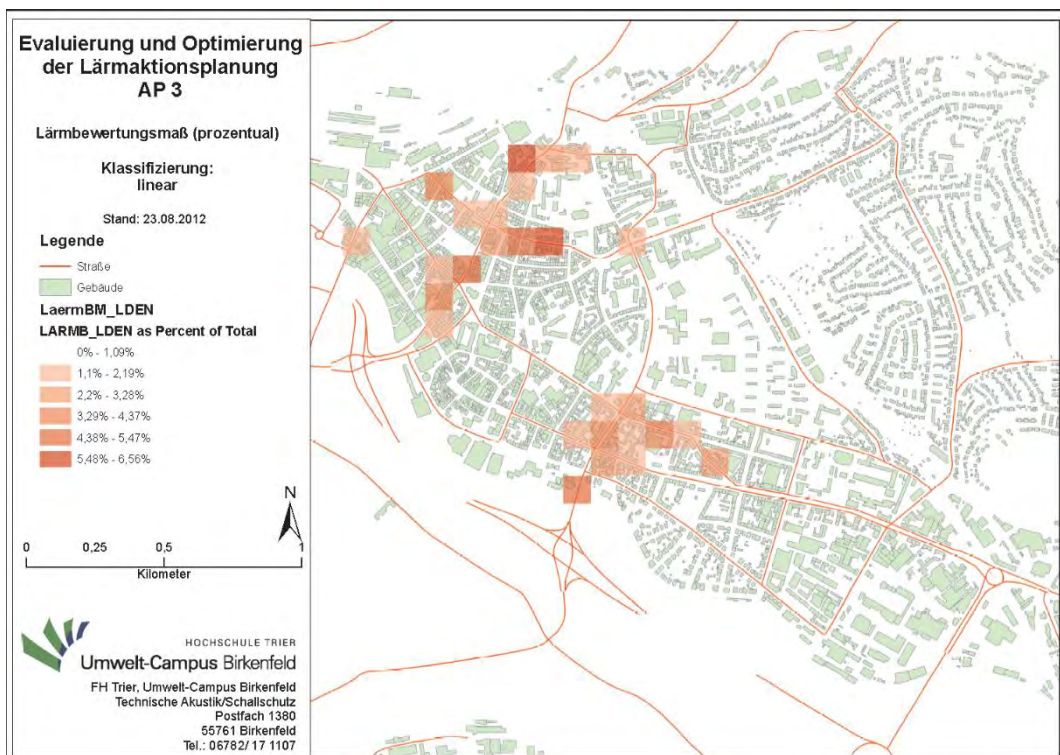 Evaluierung und Optimierung
der Lärmaktionsplanung
AP 3
Lärmbewertungsmaß (prozentual)
Klassifizierung:
linear
Stand: 23.08.2012
Legende
Straße
Gebäude
LaermBM_LDEN
LARMB_LDEN as Percent of Total
0% - 1,09%
1,1% - 2,19%
2,2% - 3,28%
3,29% - 4,37%
4,38% - 5,47%
5,48% - 6,56%
N
0 0,25 0,5 1
Kilometer
HOCHSCHULE TRIER
Umwelt-Campus Birkenfeld
FH Trier, Umwelt-Campus Birkenfeld
Technische Akustik/Schallschutz
Postfach 1380
55761 Birkenfeld
Tel.: 06782/ 17 1107